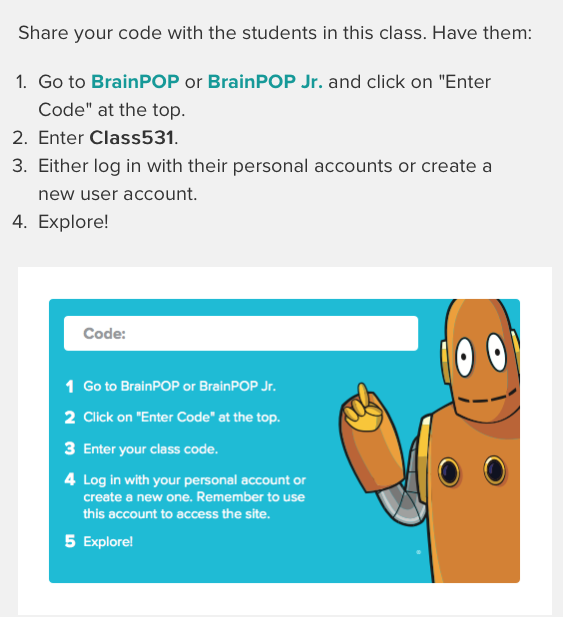 Share your code with the students in this class. Have them:
1. Go to BrainPOP or BrainPOP Jr. and click on "Enter
Code" at the top.
2. Enter Class531.
3. Either log in with their personal accounts or create a
new user account.
4. Explore!
Code:
1 Go to BrainPOP or BrainPOP Jr.
2 Click on "Enter Code" at the top.
3 Enter your class code.
4 Log in with your personal account or
create a new one. Remember to use
this account to access the site.
5 Explore!